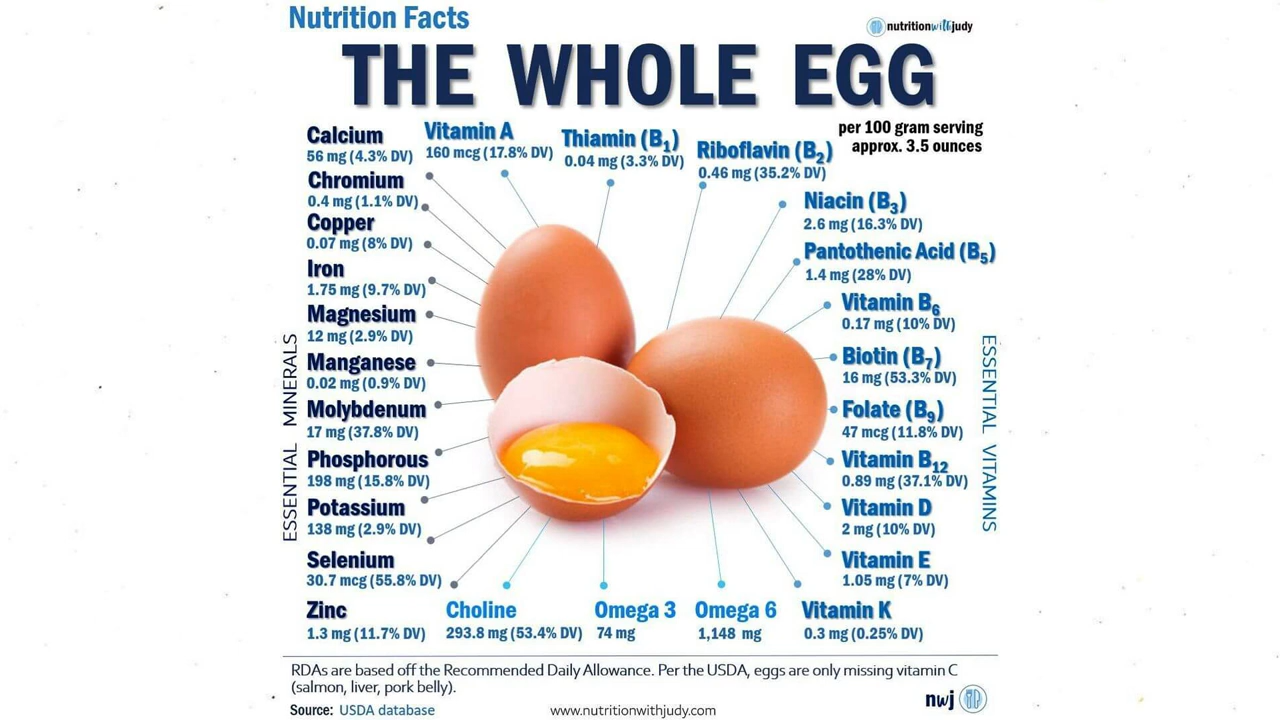 Nutrition Facts
nutritionwithjudy
THE WHOLE EGG
per 100 gram serving
approx. 3.5 ounces
Calcium
56 mg (4.3% DV)
Chromium
0.4 mg (1.1% DV)
Copper
0.07 mg (8% DV)
Iron
1.75 mg (9.7% DV)
Magnesium
12 mg (2.9% DV)
Manganese
0.02 mg (0.9% DV)
Molybdenum
17 mg (37.8% DV)
Phosphorous
198 mg (15.8% DV)
Potassium
138 mg (2.9% DV)
Selenium
30.7 mcg (55.8% DV)
Zinc
1.3 mg (11.7% DV)
ESSENTIAL MINERALS
Vitamin A
160 mcg (17.8% DV)
Thiamin (B1)
0.04 mg (3.3% DV)
Riboflavin (B2)
0.46 mg (35.2% DV)
Niacin (B3)
2.6 mg (16.3% DV)
Pantothenic Acid (B5)
1.4 mg (28% DV)
Vitamin B6
0.17 mg (10% DV)
Biotin (B7)
16 mg (53.3% DV)
Folate (B9)
47 mcg (11.8% DV)
Vitamin B12
0.89 mg (37.1% DV)
Vitamin D
2 mg (10% DV)
Vitamin E
1.05 mg (7% DV)
Vitamin K
0.3 mg (0.25% DV)
ESSENTIAL VITAMINS
Choline
293.8 mg (53.4% DV)
Omega 3
74 mg
Omega 6
1,148 mg
RDAs are based off the Recommended Daily Allowance. Per the USDA, eggs are only missing vitamin C
(salmon, liver, pork belly).
Source: USDA database
www.nutritionwithjudy.com
nwj